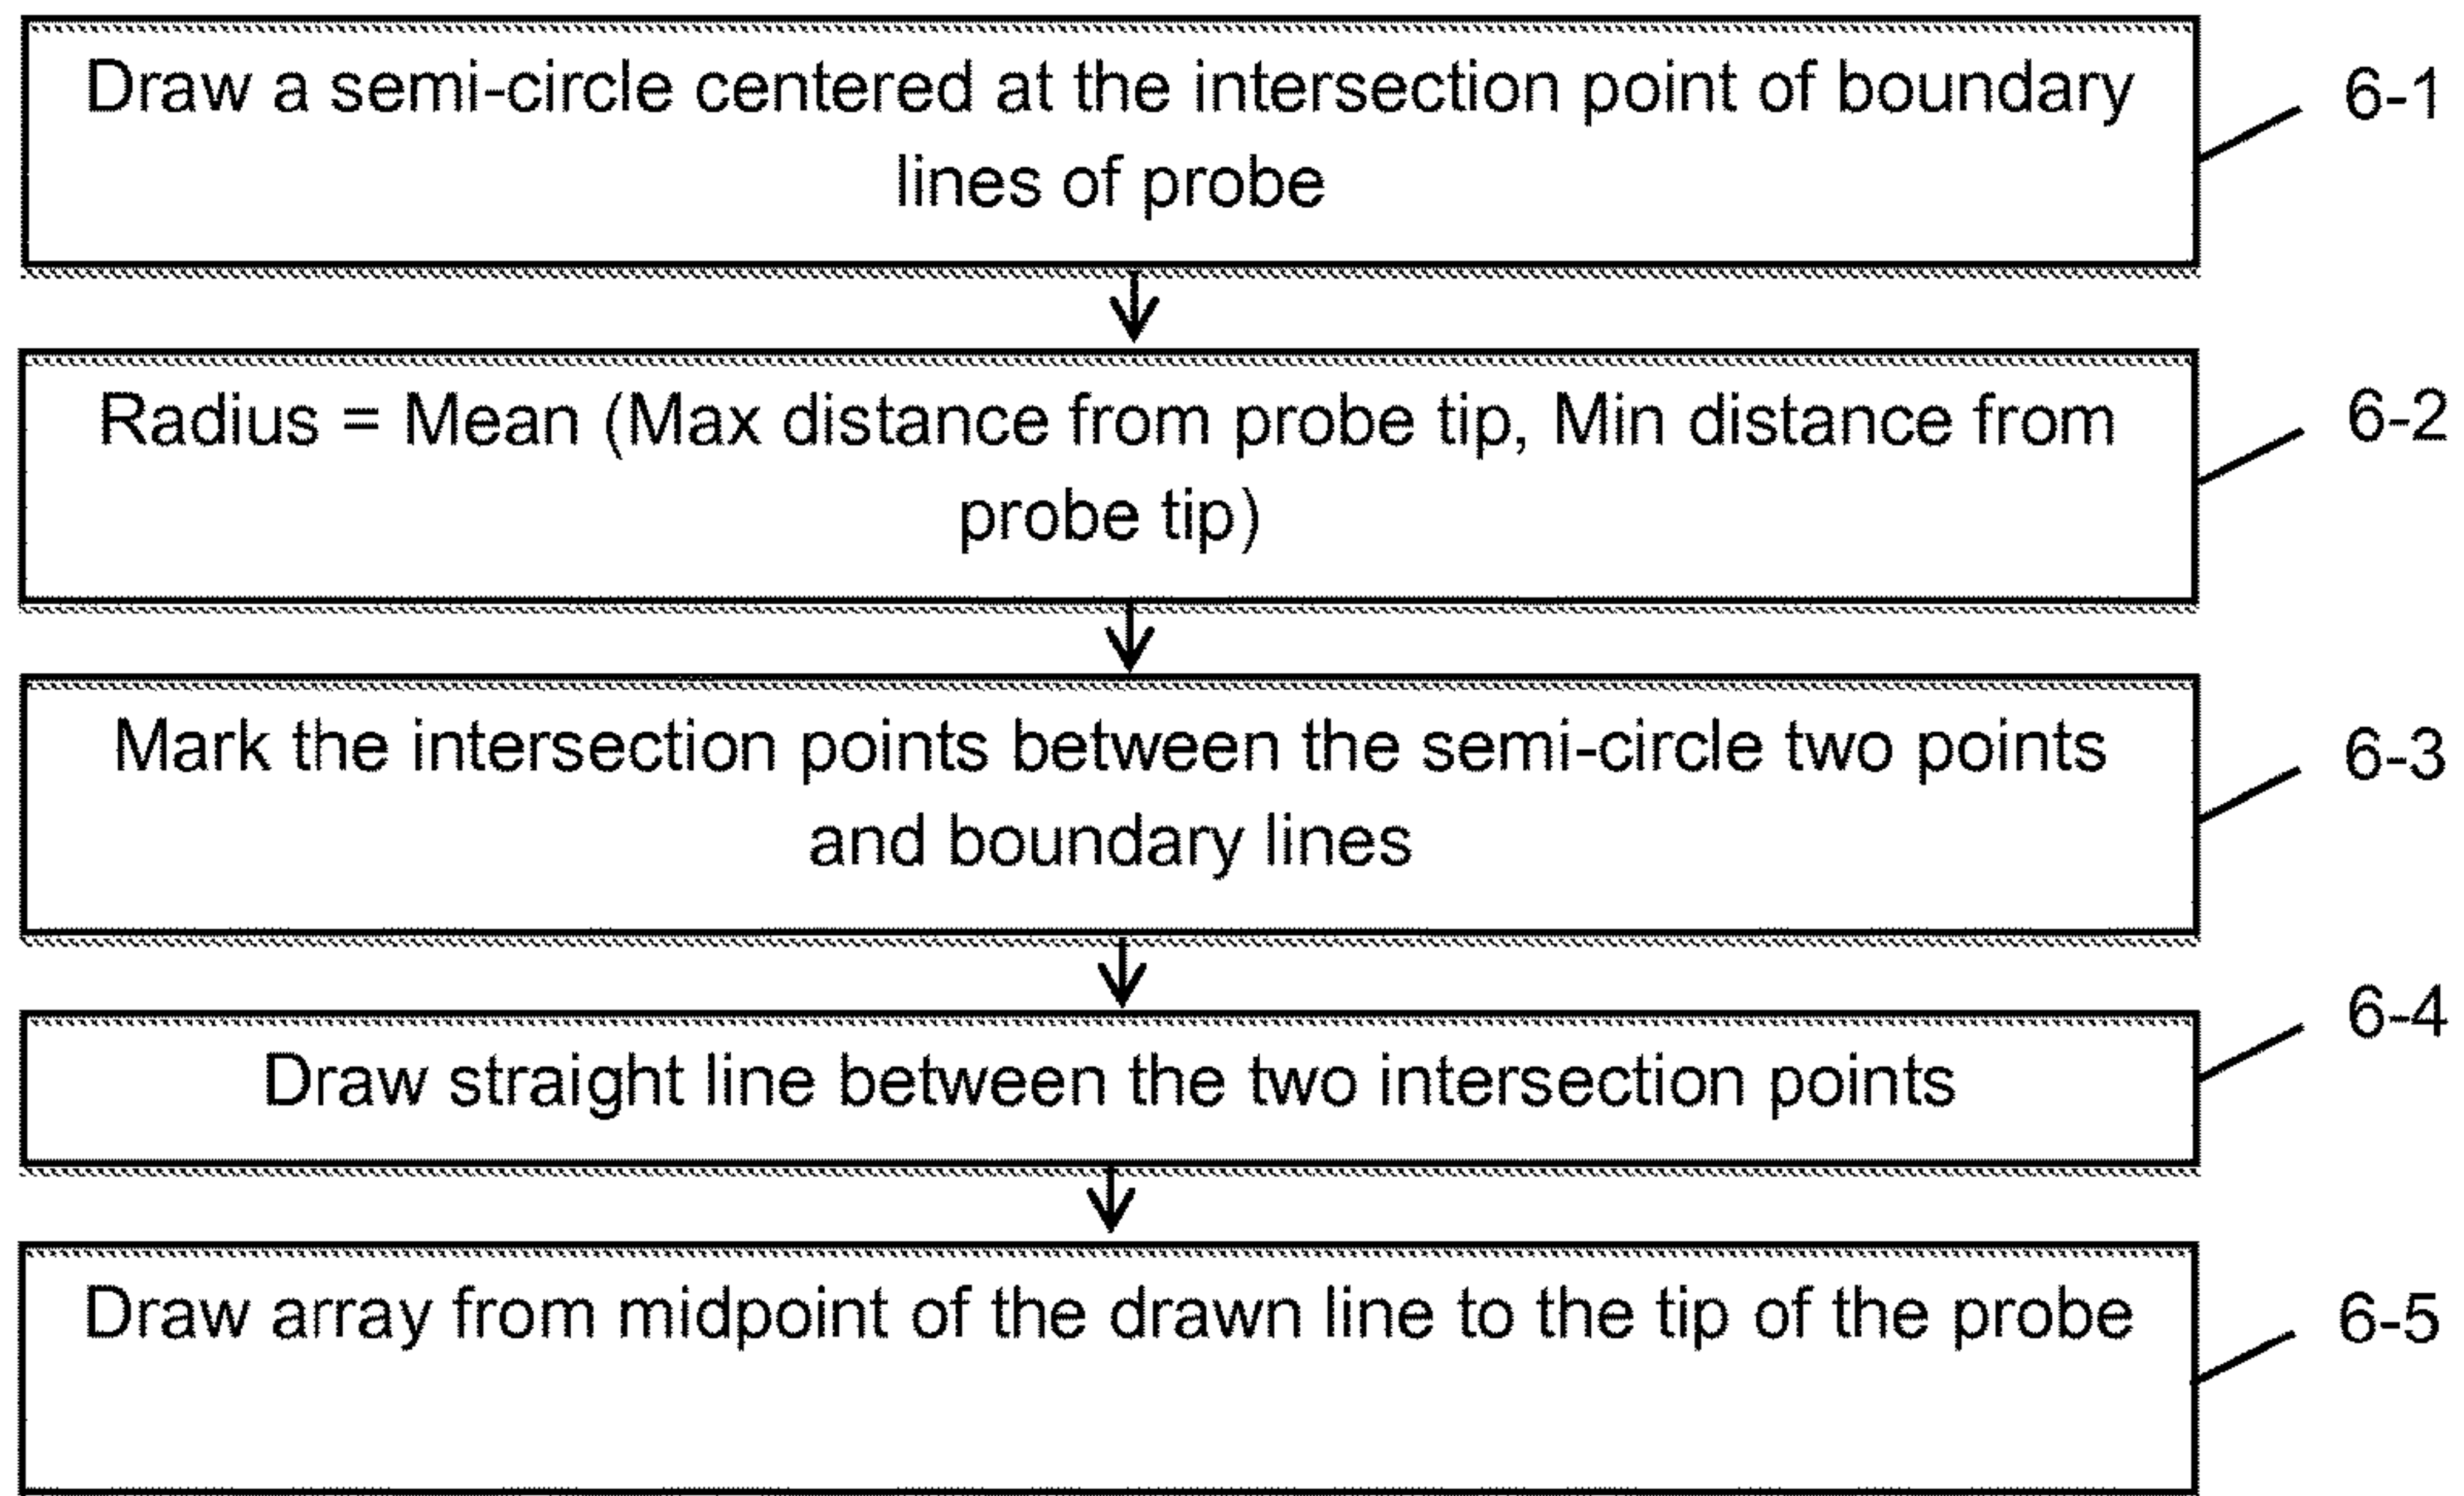 Draw a semi-circle centered at the intersection point of boundary
lines of probe
6-1
Radius = Mean (Max distance from probe tip, Min distance from
probe tip)
6-2
Mark the intersection points between the semi-circle two points
and boundary lines
6-3
Draw straight line between the two intersection points
6-4
Draw array from midpoint of the drawn line to the tip of the probe
6-5